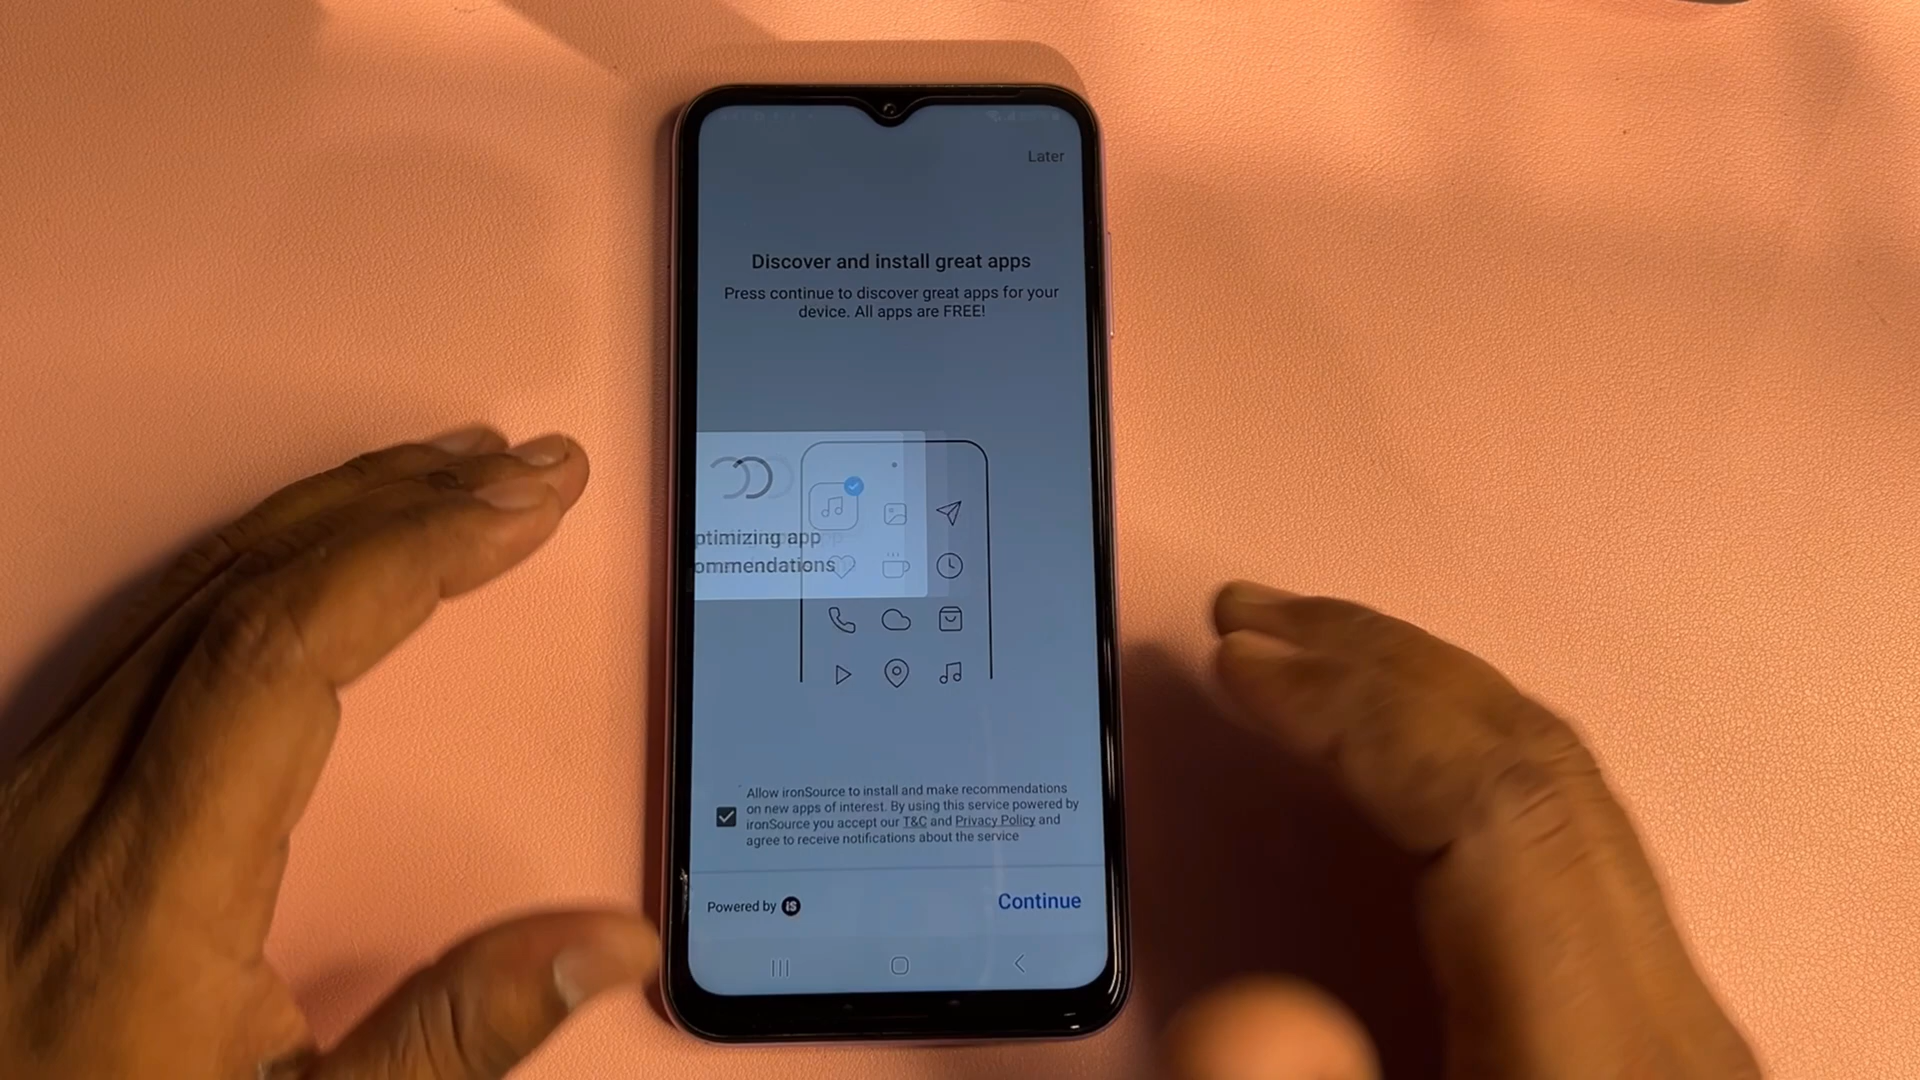 Later
Discover and install great apps
Press continue to discover great apps for your
device. All apps are FREE!
ptimizing app
ommendations
Allow ironSource to install and make recommendations
on new apps of interest. By using this service powered by
ironSource you accept our T&C and Privacy Policy and
agree to receive notifications about the service
Powered by iS
Continue